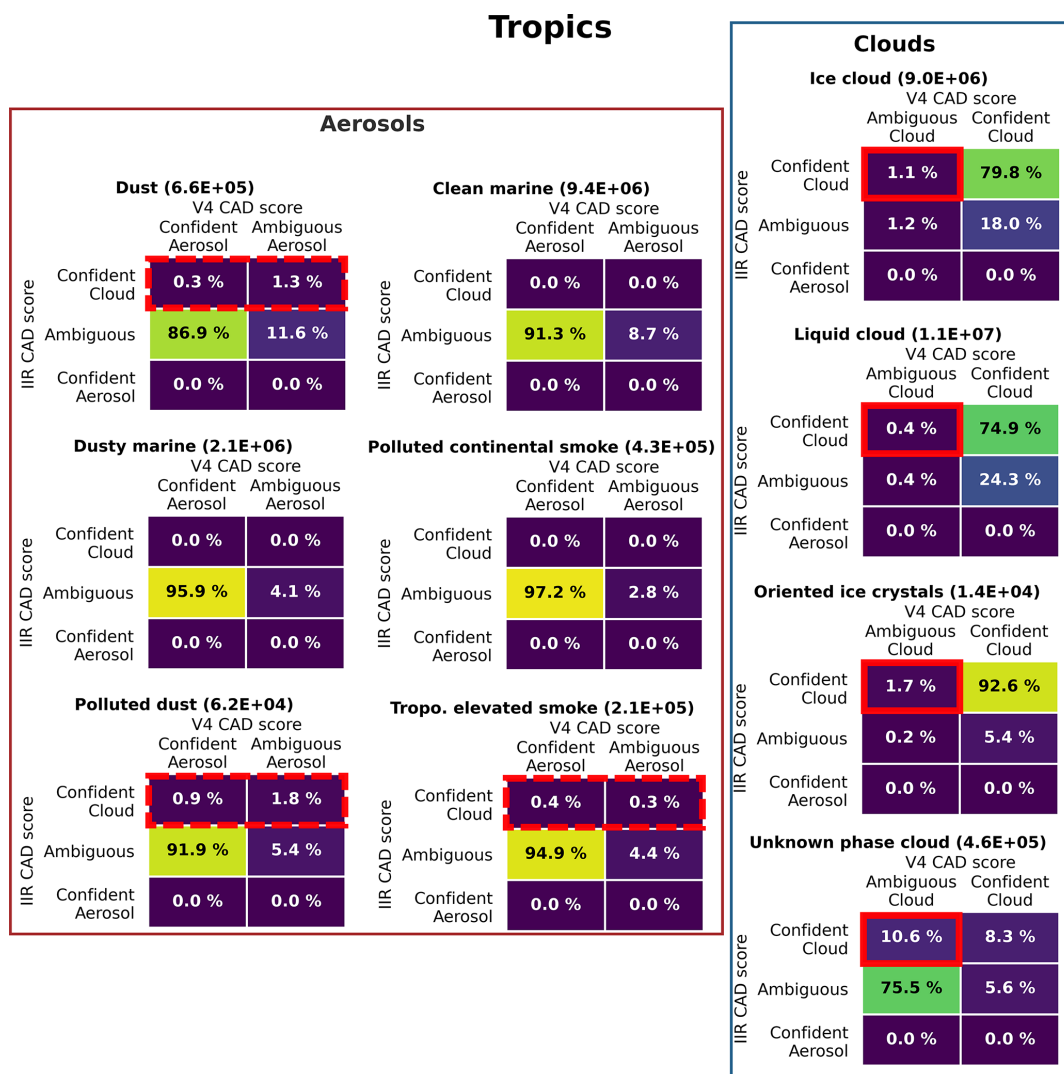 Tropics
Aerosols
Dust (6.6E+05)
V4 CAD score
Confident Aerosol
Ambiguous Aerosol
IIR CAD score
Confident Cloud
0.3 %
1.3 %
Ambiguous
86.9 %
11.6 %
Confident Aerosol
0.0 %
0.0 %
Clean marine (9.4E+06)
V4 CAD score
Confident Aerosol
Ambiguous Aerosol
IIR CAD score
Confident Cloud
0.0 %
0.0 %
Ambiguous
91.3 %
8.7 %
Confident Aerosol
0.0 %
0.0 %
Dusty marine (2.1E+06)
V4 CAD score
Confident Aerosol
Ambiguous Aerosol
IIR CAD score
Confident Cloud
0.0 %
0.0 %
Ambiguous
95.9 %
4.1 %
Confident Aerosol
0.0 %
0.0 %
Polluted continental smoke (4.3E+05)
V4 CAD score
Confident Aerosol
Ambiguous Aerosol
IIR CAD score
Confident Cloud
0.0 %
0.0 %
Ambiguous
97.2 %
2.8 %
Confident Aerosol
0.0 %
0.0 %
Polluted dust (6.2E+04)
V4 CAD score
Confident Aerosol
Ambiguous Aerosol
IIR CAD score
Confident Cloud
0.9 %
1.8 %
Ambiguous
91.9 %
5.4 %
Confident Aerosol
0.0 %
0.0 %
Tropo. elevated smoke (2.1E+05)
V4 CAD score
Confident Aerosol
Ambiguous Aerosol
IIR CAD score
Confident Cloud
0.4 %
0.3 %
Ambiguous
94.9 %
4.4 %
Confident Aerosol
0.0 %
0.0 %
Clouds
Ice cloud (9.0E+06)
V4 CAD score
Ambiguous Cloud
Confident Cloud
IIR CAD score
Confident Cloud
1.1 %
79.8 %
Ambiguous
1.2 %
18.0 %
Confident Aerosol
0.0 %
0.0 %
Liquid cloud (1.1E+07)
V4 CAD score
Ambiguous Cloud
Confident Cloud
IIR CAD score
Confident Cloud
0.4 %
74.9 %
Ambiguous
0.4 %
24.3 %
Confident Aerosol
0.0 %
0.0 %
Oriented ice crystals (1.4E+04)
V4 CAD score
Ambiguous Cloud
Confident Cloud
IIR CAD score
Confident Cloud
1.7 %
92.6 %
Ambiguous
0.2 %
5.4 %
Confident Aerosol
0.0 %
0.0 %
Unknown phase cloud (4.6E+05)
V4 CAD score
Ambiguous Cloud
Confident Cloud
IIR CAD score
Confident Cloud
10.6 %
8.3 %
Ambiguous
75.5 %
5.6 %
Confident Aerosol
0.0 %
0.0 %